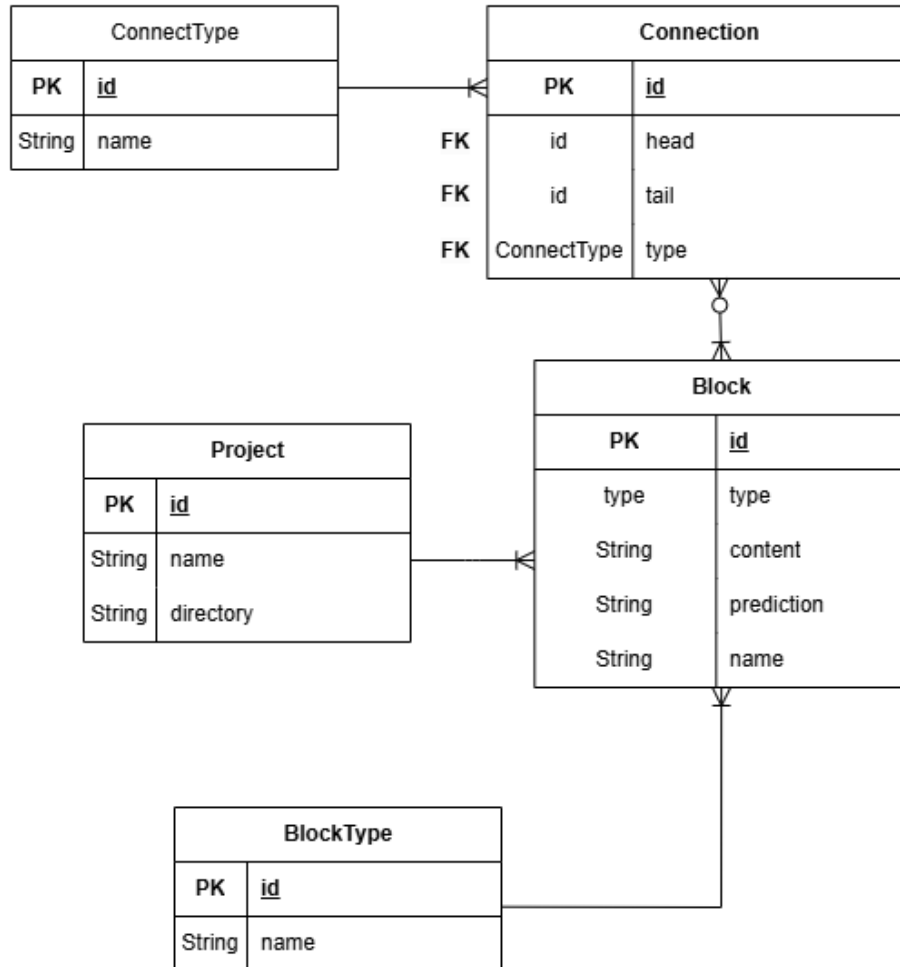 ConnectType
PK id
String name
Connection
PK id
FK id head
FK id tail
FK ConnectType type
Block
PK id
type type
String content
String prediction
String name
Project
PK id
String name
String directory
BlockType
PK id
String name